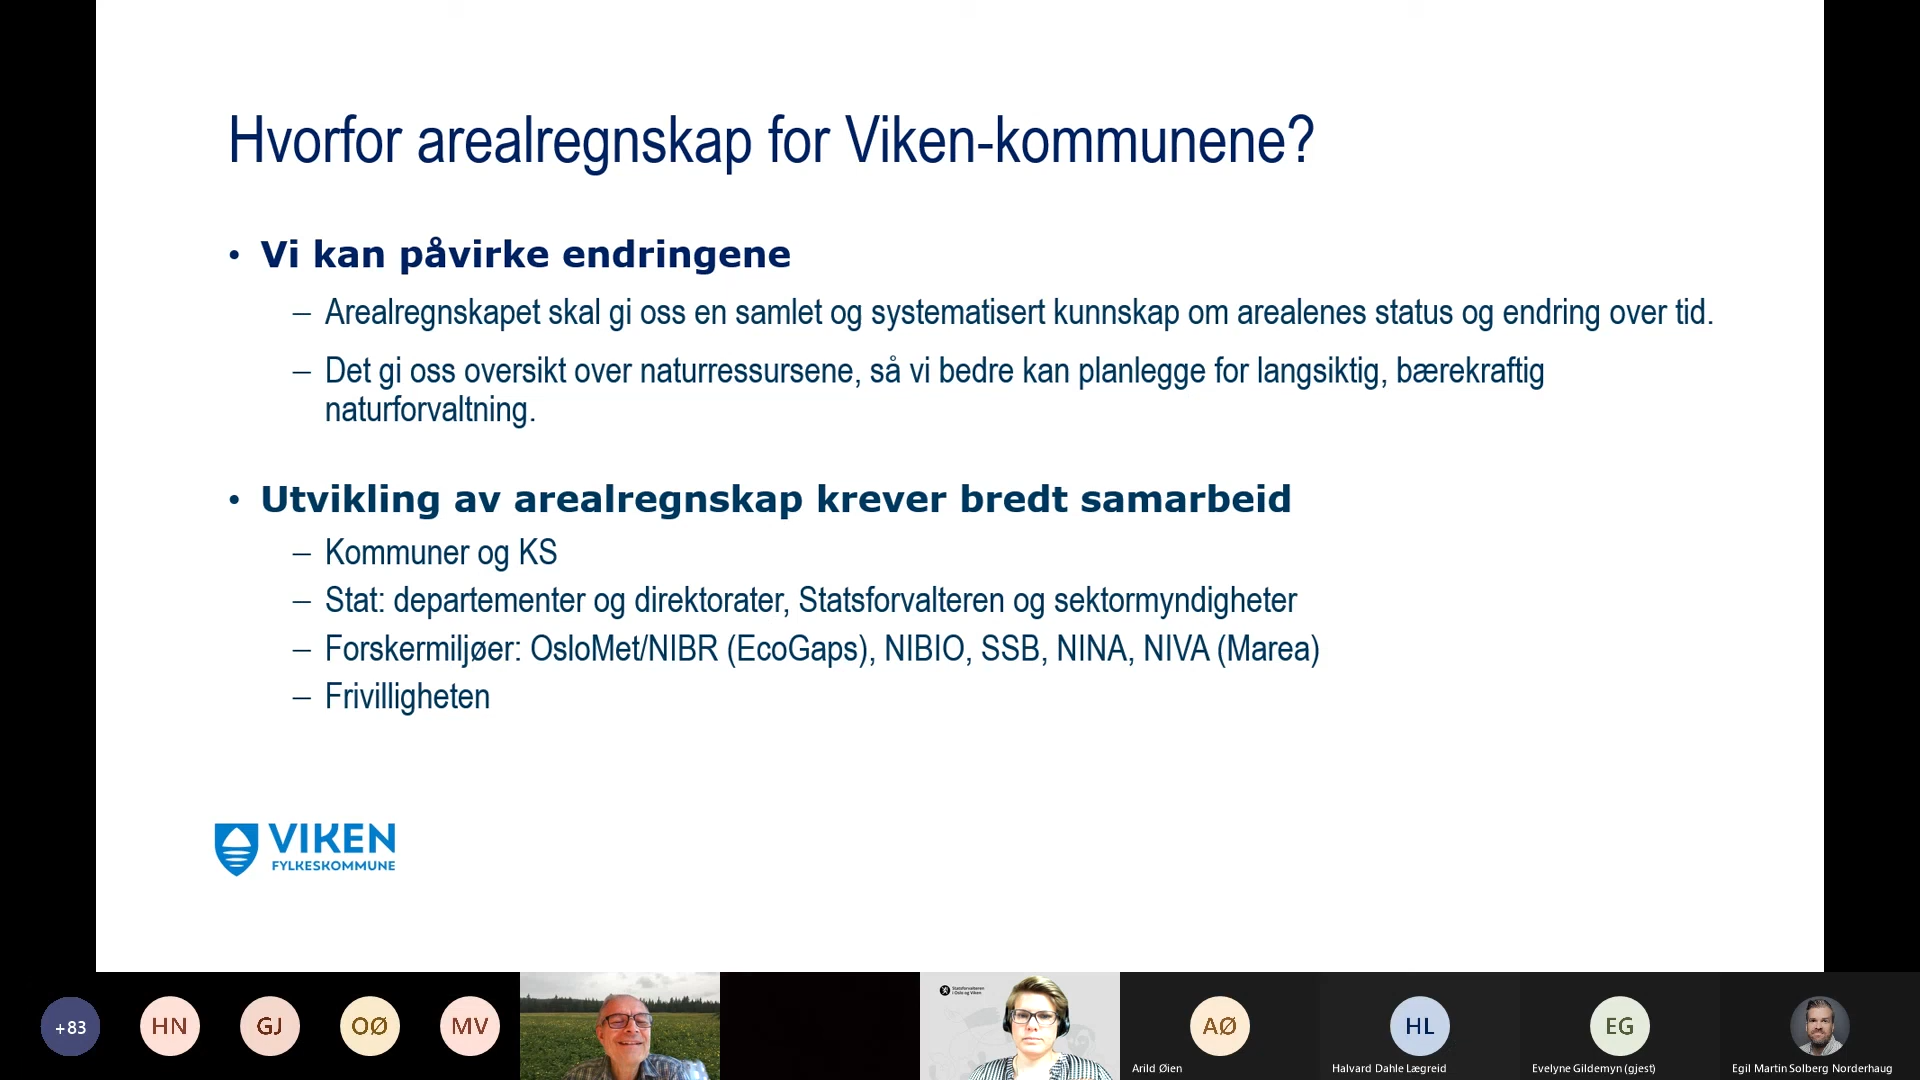 Hvorfor arealregnskap for Viken-kommunene?
• Vi kan påvirke endringene
– Arealregnskapet skal gi oss en samlet og systematisert kunnskap om arealenes status og endring over tid.
– Det gi oss oversikt over naturressursene, så vi bedre kan planlegge for langsiktig, bærekraftig
naturforvaltning.
• Utvikling av arealregnskap krever bredt samarbeid
– Kommuner og KS
– Stat: departementer og direktorater, Statsforvalteren og sektormyndigheter
– Forskermiljøer: OsloMet/NIBR (EcoGaps), NIBIO, SSB, NINA, NIVA (Marea)
– Frivilligheten
VIKEN
FYLKESKOMMUNE
+83
HN
GJ
OØ
MV
Statsforvalteren
i Oslo og Viken
AØ
Arild Øien
HL
Halvard Dahle Lægreid
EG
Evelyne Gildemyn (gjest)
Egil Martin Solberg Norderhaug